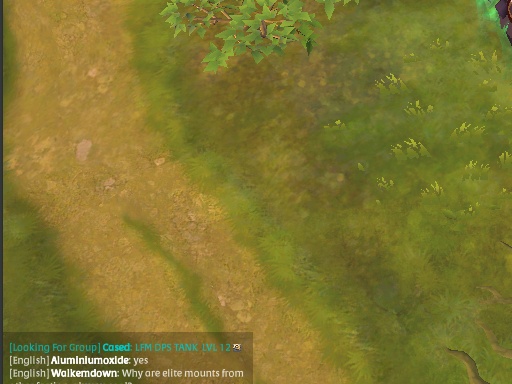 [Looking For Group] Cased: LFM DPS TANK LVL 12
[English] Aluminiumoxide: yes
[English] Walkemdown: Why are elite mounts from